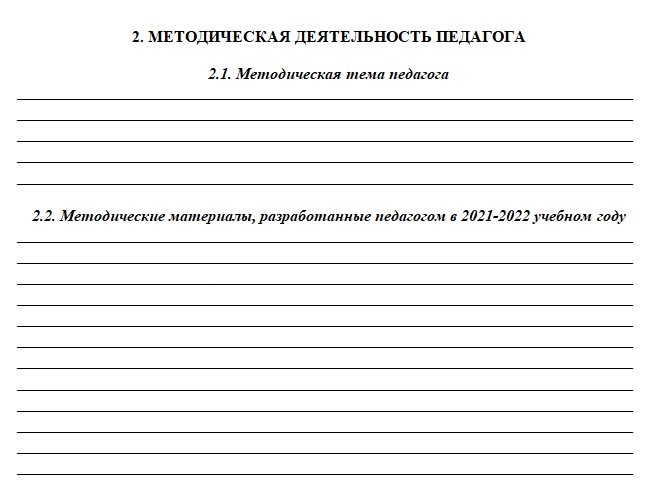 2. МЕТОДИЧЕСКАЯ ДЕЯТЕЛЬНОСТЬ ПЕДАГОГА
2.1. Методическая тема педагога
2.2. Методические материалы, разработанные педагогом в 2021-2022 учебном году